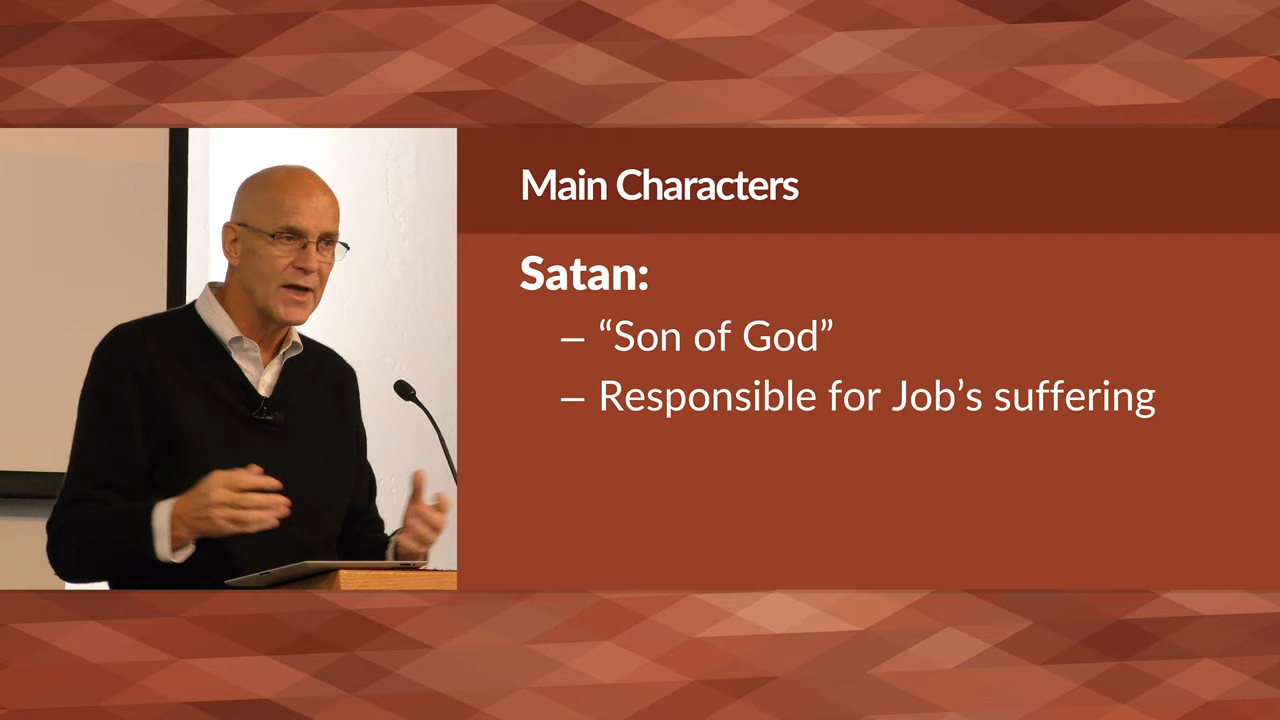 Main Characters
Satan:
– “Son of God”
– Responsible for Job’s suffering